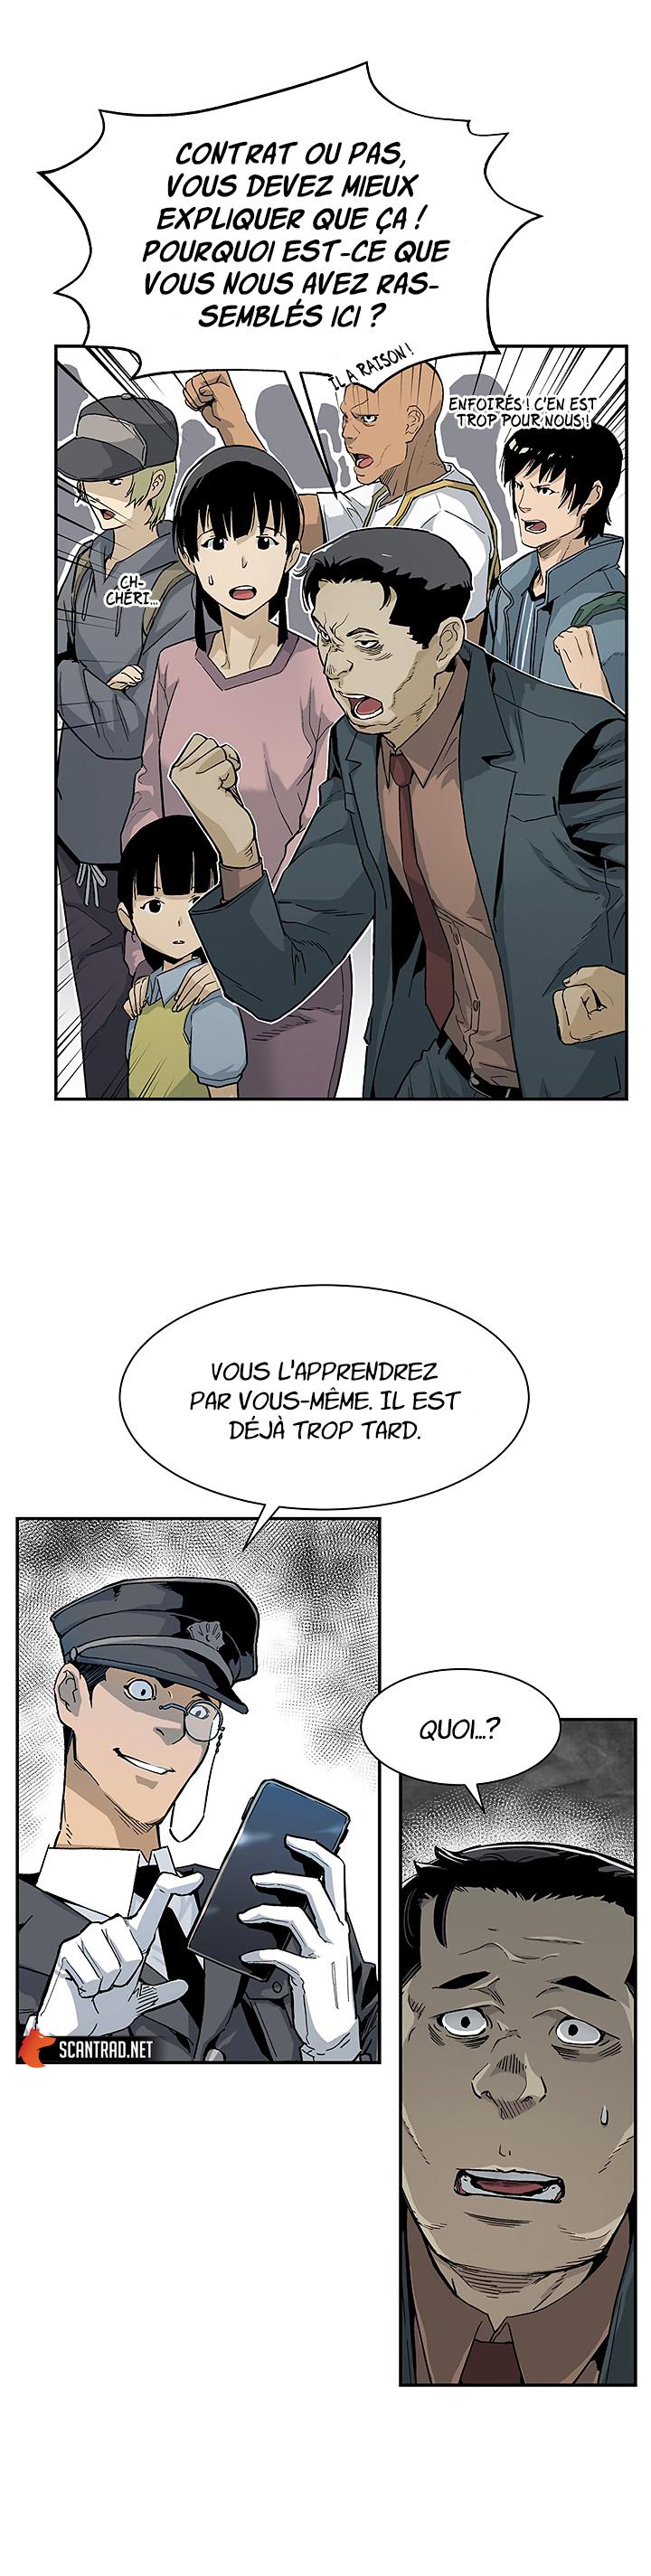 CONTRAT OU PAS,
VOUS DEVEZ MIEUX
EXPLIQUER QUE ÇA !
POURQUOI EST-CE QUE
VOUS NOUS AVEZ RAS-
SEMBLÉS ICI ?
IL A RAISON !
ENFOIRÉS ! C'EN EST
TROP POUR NOUS !
CH-
CHÉRI...
VOUS L'APPRENDREZ
PAR VOUS-MÊME. IL EST
DÉJÀ TROP TARD.
QUOI...?
SCANTRAD.NET